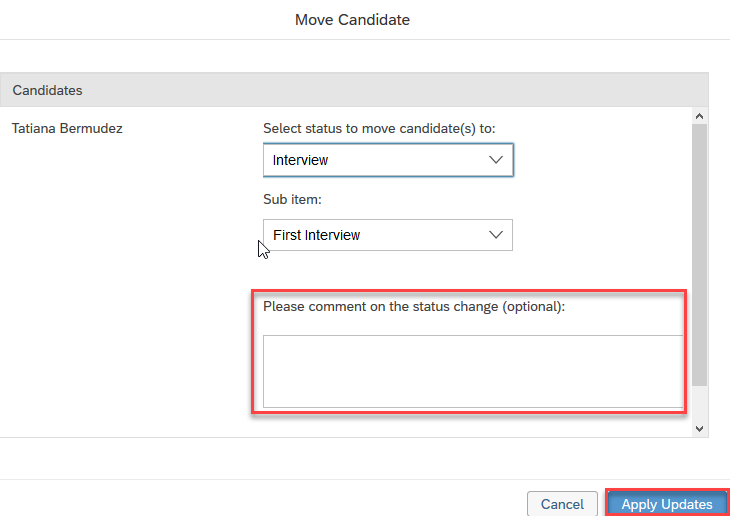 Move Candidate
Candidates
Tatiana Bermudez
Select status to move candidate(s) to:
Interview
Sub item:
First Interview
Please comment on the status change (optional):
Cancel
Apply Updates